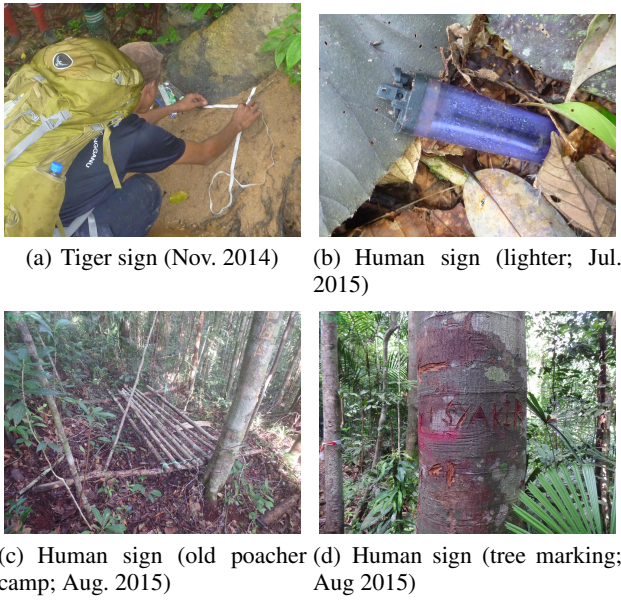 (a) Tiger sign (Nov. 2014)
(b) Human sign (lighter; Jul.
2015)
(c) Human sign (old poacher
camp; Aug. 2015)
SYAKER
(d) Human sign (tree marking;
Aug 2015)